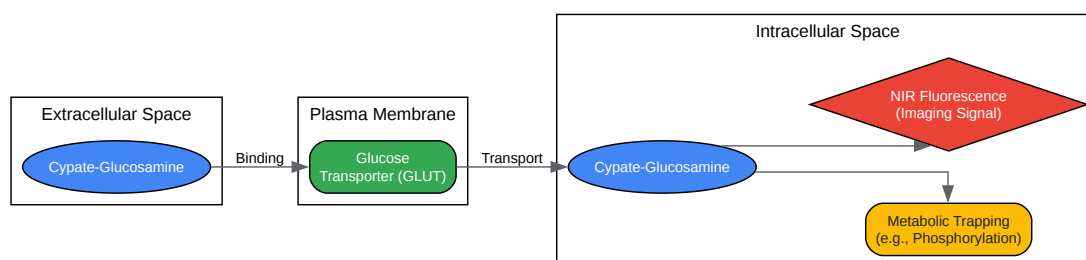 Extracellular Space
Cypate-Glucosamine
Binding
Plasma Membrane
Glucose
Transporter (GLUT)
Transport
Intracellular Space
Cypate-Glucosamine
NIR Fluorescence
(Imaging Signal)
Metabolic Trapping
(e.g., Phosphorylation)